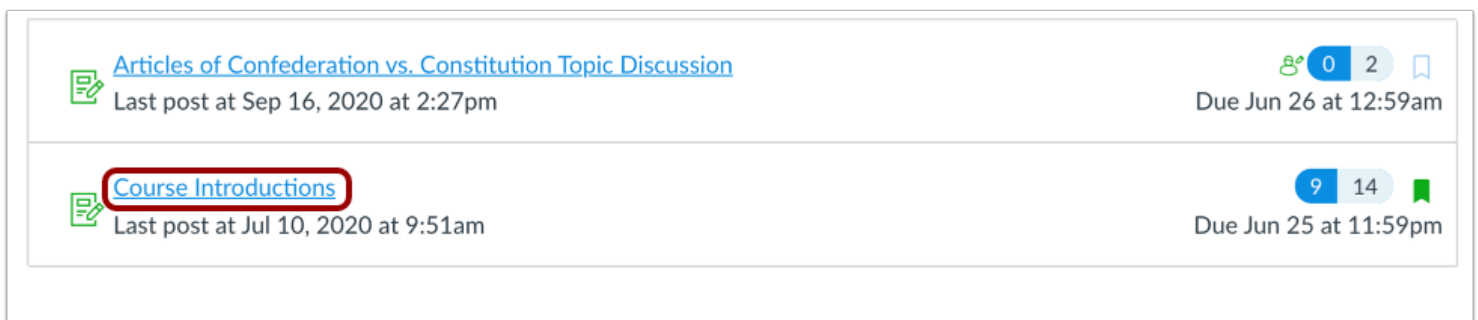 Articles of Confederation vs. Constitution Topic Discussion
0 2
Last post at Sep 16, 2020 at 2:27pm
Due Jun 26 at 12:59am
Course Introductions
9 14
Last post at Jul 10, 2020 at 9:51am
Due Jun 25 at 11:59pm